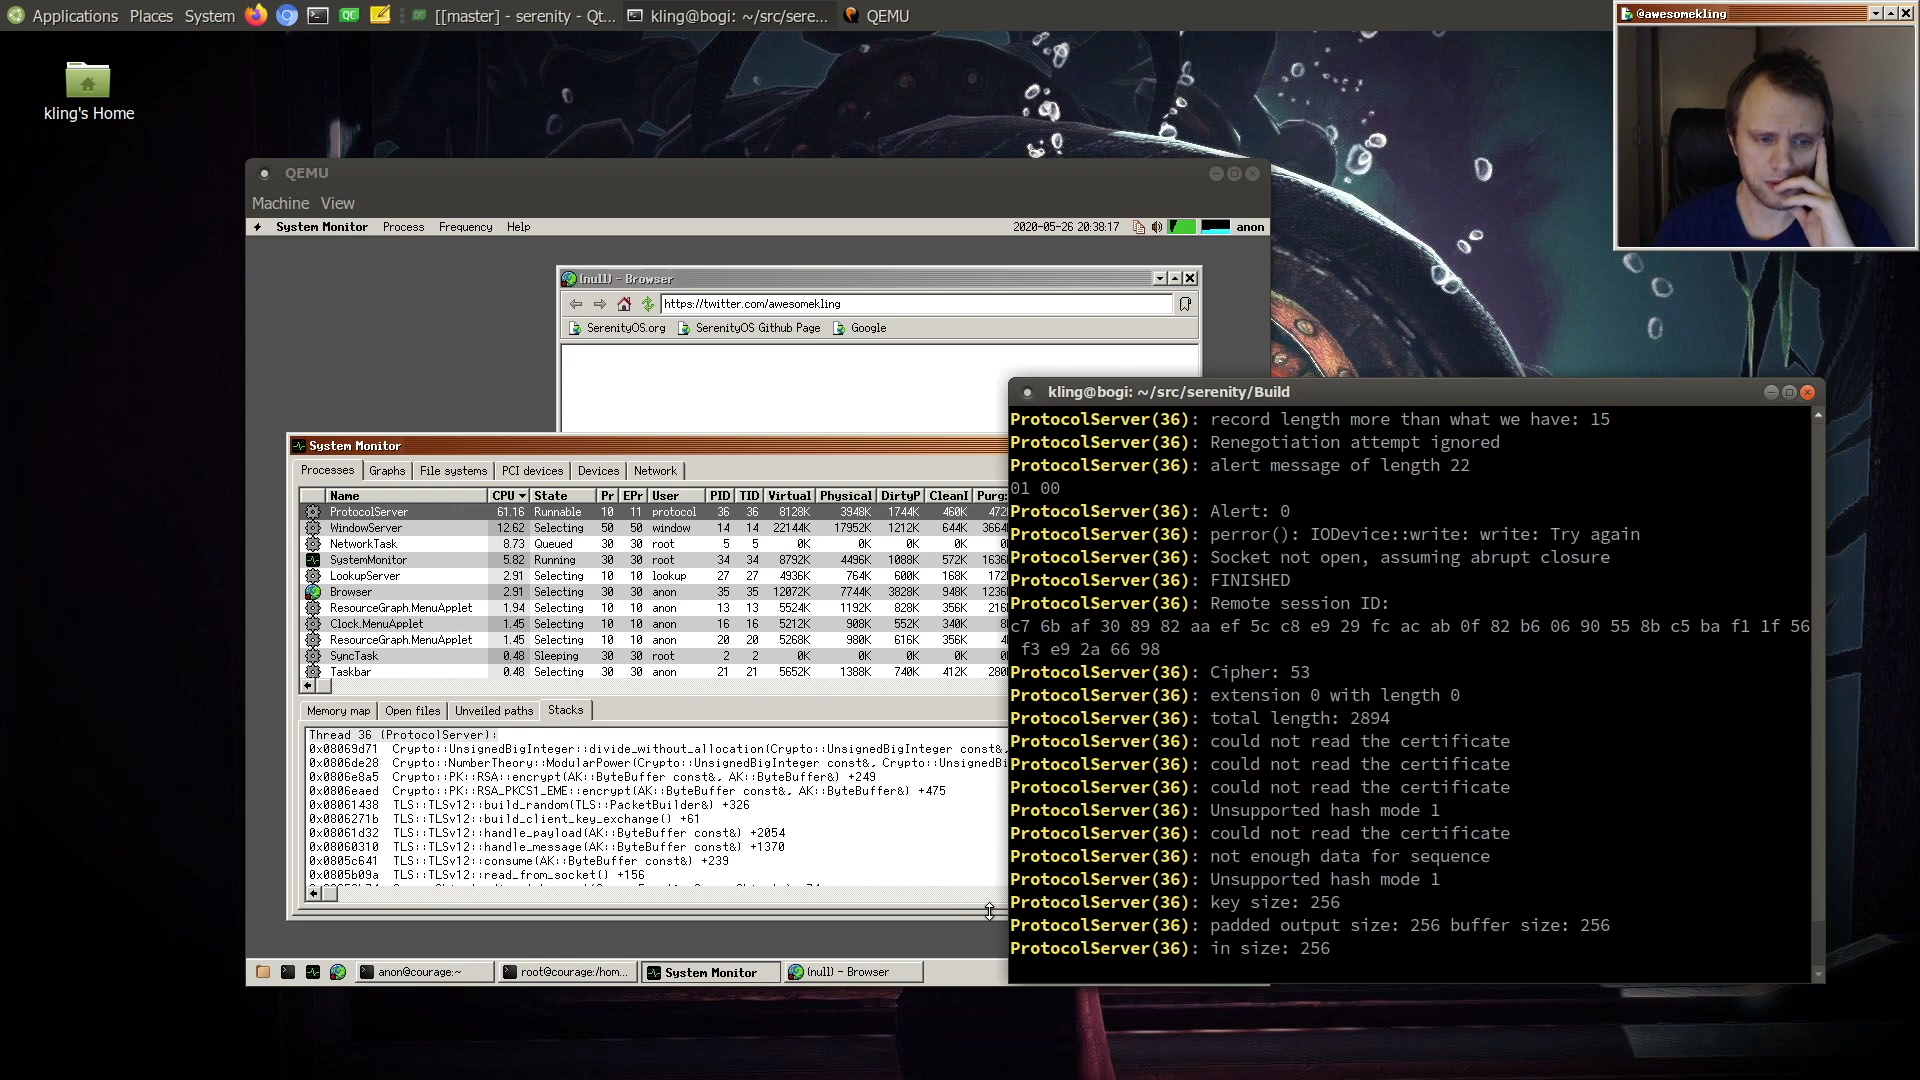 Applications Places System [[master] - serenity - Qt... kling@bogi: ~/src/sere... QEMU
@awesomekling
kling's Home
QEMU
Machine View
System Monitor Process Frequency Help 2020-05-26 20:38:17 anon
(null) - Browser
https://twitter.com/awesomekling
SerenityOS.org SerenityOS Github Page Google
System Monitor
Processes Graphs File systems PCI devices Devices Network
Name CPU State Pr EPr User PID TID Virtual Physical DirtyP CleanI Purg:
ProtocolServer 61.16 Runnable 10 11 protocol 36 36 8128K 3948K 1744K 460K 472
WindowServer 12.62 Selecting 50 50 window 14 14 22144K 17952K 1212K 644K 3664
NetworkTask 8.73 Queued 30 30 root 5 5 0K 0K 0K 0K 0
SystemMonitor 5.82 Running 30 30 root 34 34 8792K 4496K 1088K 572K 1636
LookupServer 2.91 Selecting 10 10 lookup 27 27 4936K 764K 600K 168K 172
Browser 2.91 Selecting 30 30 anon 35 35 12072K 7744K 3828K 948K 1236
ResourceGraph.MenuApplet 1.94 Selecting 10 10 anon 13 13 5524K 1192K 828K 356K 216
Clock.MenuApplet 1.45 Selecting 10 10 anon 16 16 5212K 908K 552K 340K 8
ResourceGraph.MenuApplet 1.45 Selecting 10 10 anon 20 20 5268K 980K 616K 356K 4
SyncTask 0.48 Sleeping 30 30 root 2 2 0K 0K 0K 0K 0
Taskbar 0.48 Selecting 30 30 anon 21 21 5652K 1388K 740K 412K 280
Memory map Open files Unveiled paths Stacks
Thread 36 (ProtocolServer):
0x08069d71 Crypto::UnsignedBigInteger::divide_without_allocation(Crypto::UnsignedBigInteger const&,
0x0806de28 Crypto::NumberTheory::ModularPower(Crypto::UnsignedBigInteger const&, Crypto::UnsignedBi
0x0806e8a5 Crypto::PK::RSA::encrypt(AK::ByteBuffer const&, AK::ByteBuffer&) +249
0x0806eaed Crypto::PK::RSA_PKCS1_EME::encrypt(AK::ByteBuffer const&, AK::ByteBuffer&) +475
0x08061438 TLS::TLSv12::build_random(TLS::PacketBuilder&) +326
0x0806271b TLS::TLSv12::build_client_key_exchange() +61
0x08061d32 TLS::TLSv12::handle_payload(AK::ByteBuffer const&) +2054
0x08060310 TLS::TLSv12::handle_message(AK::ByteBuffer const&) +1370
0x0805c641 TLS::TLSv12::consume(AK::ByteBuffer const&) +239
0x0805b09a TLS::TLSv12::read_from_socket() +156
anon@courage:~ root@courage:/hom... System Monitor (null) - Browser
kling@bogi: ~/src/serenity/Build
ProtocolServer(36): record length more than what we have: 15
ProtocolServer(36): Renegotiation attempt ignored
ProtocolServer(36): alert message of length 22
01 00
ProtocolServer(36): Alert: 0
ProtocolServer(36): perror(): IODevice::write: write: Try again
ProtocolServer(36): Socket not open, assuming abrupt closure
ProtocolServer(36): FINISHED
ProtocolServer(36): Remote session ID:
c7 6b af 30 89 82 aa ef 5c c8 e9 29 fc ac ab 0f 82 b6 06 90 55 8b c5 ba f1 1f 56
f3 e9 2a 66 98
ProtocolServer(36): Cipher: 53
ProtocolServer(36): extension 0 with length 0
ProtocolServer(36): total length: 2894
ProtocolServer(36): could not read the certificate
ProtocolServer(36): could not read the certificate
ProtocolServer(36): could not read the certificate
ProtocolServer(36): Unsupported hash mode 1
ProtocolServer(36): could not read the certificate
ProtocolServer(36): not enough data for sequence
ProtocolServer(36): Unsupported hash mode 1
ProtocolServer(36): key size: 256
ProtocolServer(36): padded output size: 256 buffer size: 256
ProtocolServer(36): in size: 256